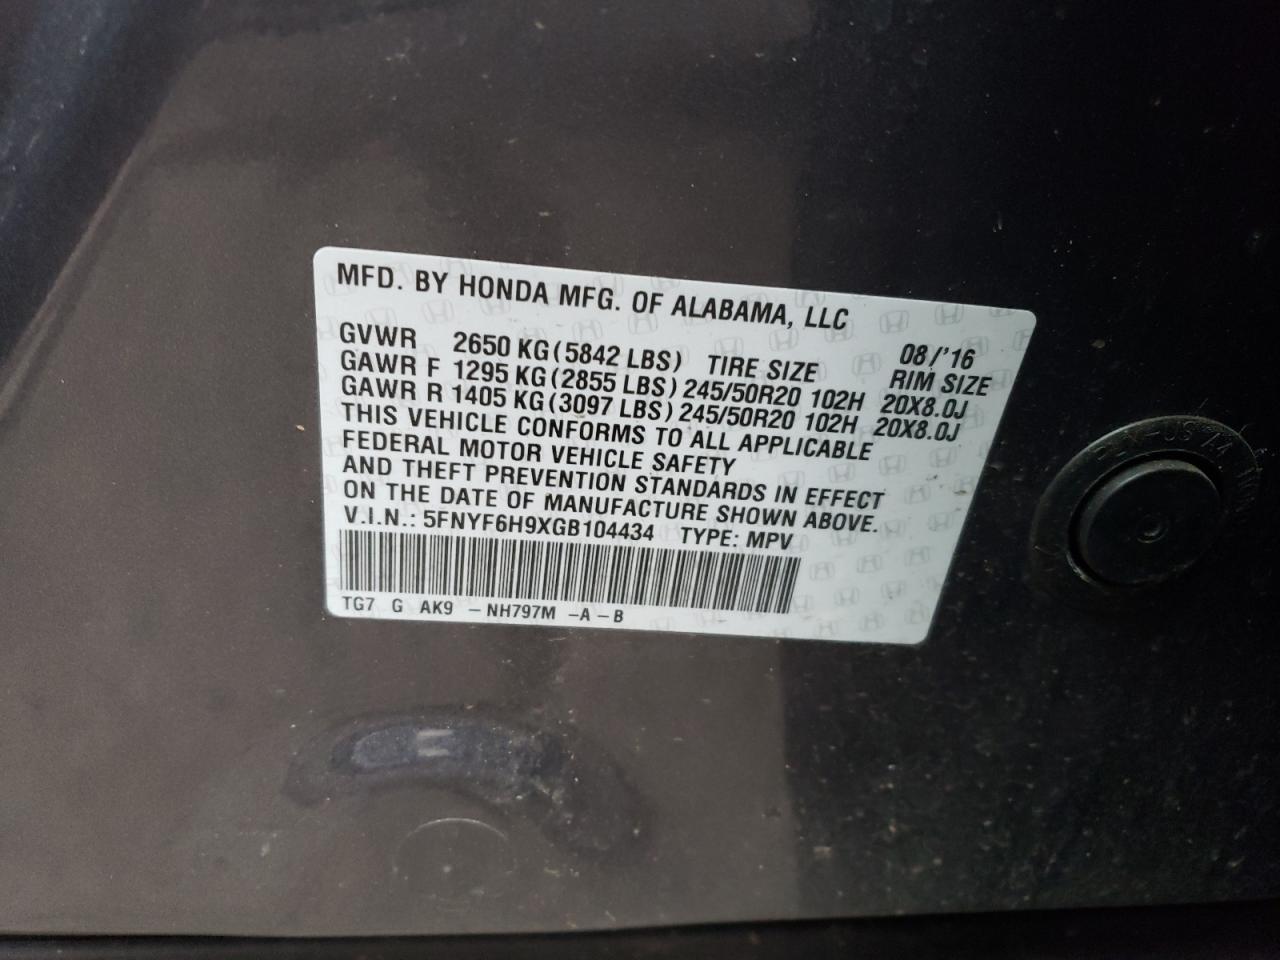 MFD. BY HONDA MFG. OF ALABAMA, LLC
08/'16
GVWR 2650 KG(5842 LBS) TIRE SIZE RIM SIZE
GAWR F 1295 KG(2855 LBS) 245/50R20 102H 20X8.0J
GAWR R 1405 KG(3097 LBS) 245/50R20 102H 20X8.0J
THIS VEHICLE CONFORMS TO ALL APPLICABLE
FEDERAL MOTOR VEHICLE SAFETY
AND THEFT PREVENTION STANDARDS IN EFFECT
ON THE DATE OF MANUFACTURE SHOWN ABOVE.
V.I.N.: 5FNYF6H9XGB104434 TYPE: MPV
TG7 G AK9 -NH797M -A-B